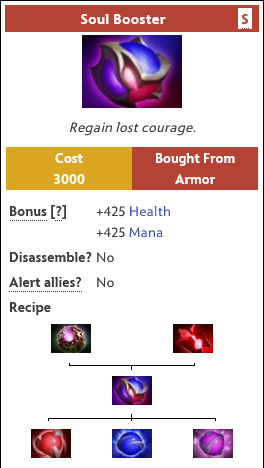 Soul Booster S
Regain lost courage.
Cost Bought From
3000 Armor
Bonus [?] +425 Health
+425 Mana
Disassemble? No
Alert allies? No
Recipe